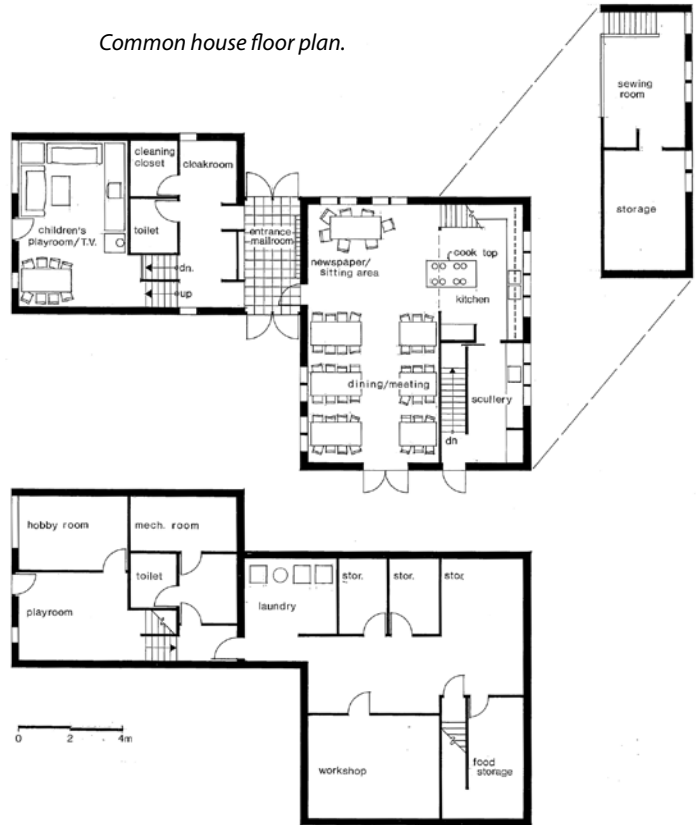 Common house floor plan.
sewing
room
storage
cleaning
closet
cloakroom
children's
playroom/T.V.
toilet
dn.
up
entrance
mailroom
newspaper/
sitting area
cook top
kitchen
dining/meeting
scullery
dn
hobby room
mech. room
toilet
playroom
laundry
stor.
stor.
stor.
workshop
food
storage
0 2 4m